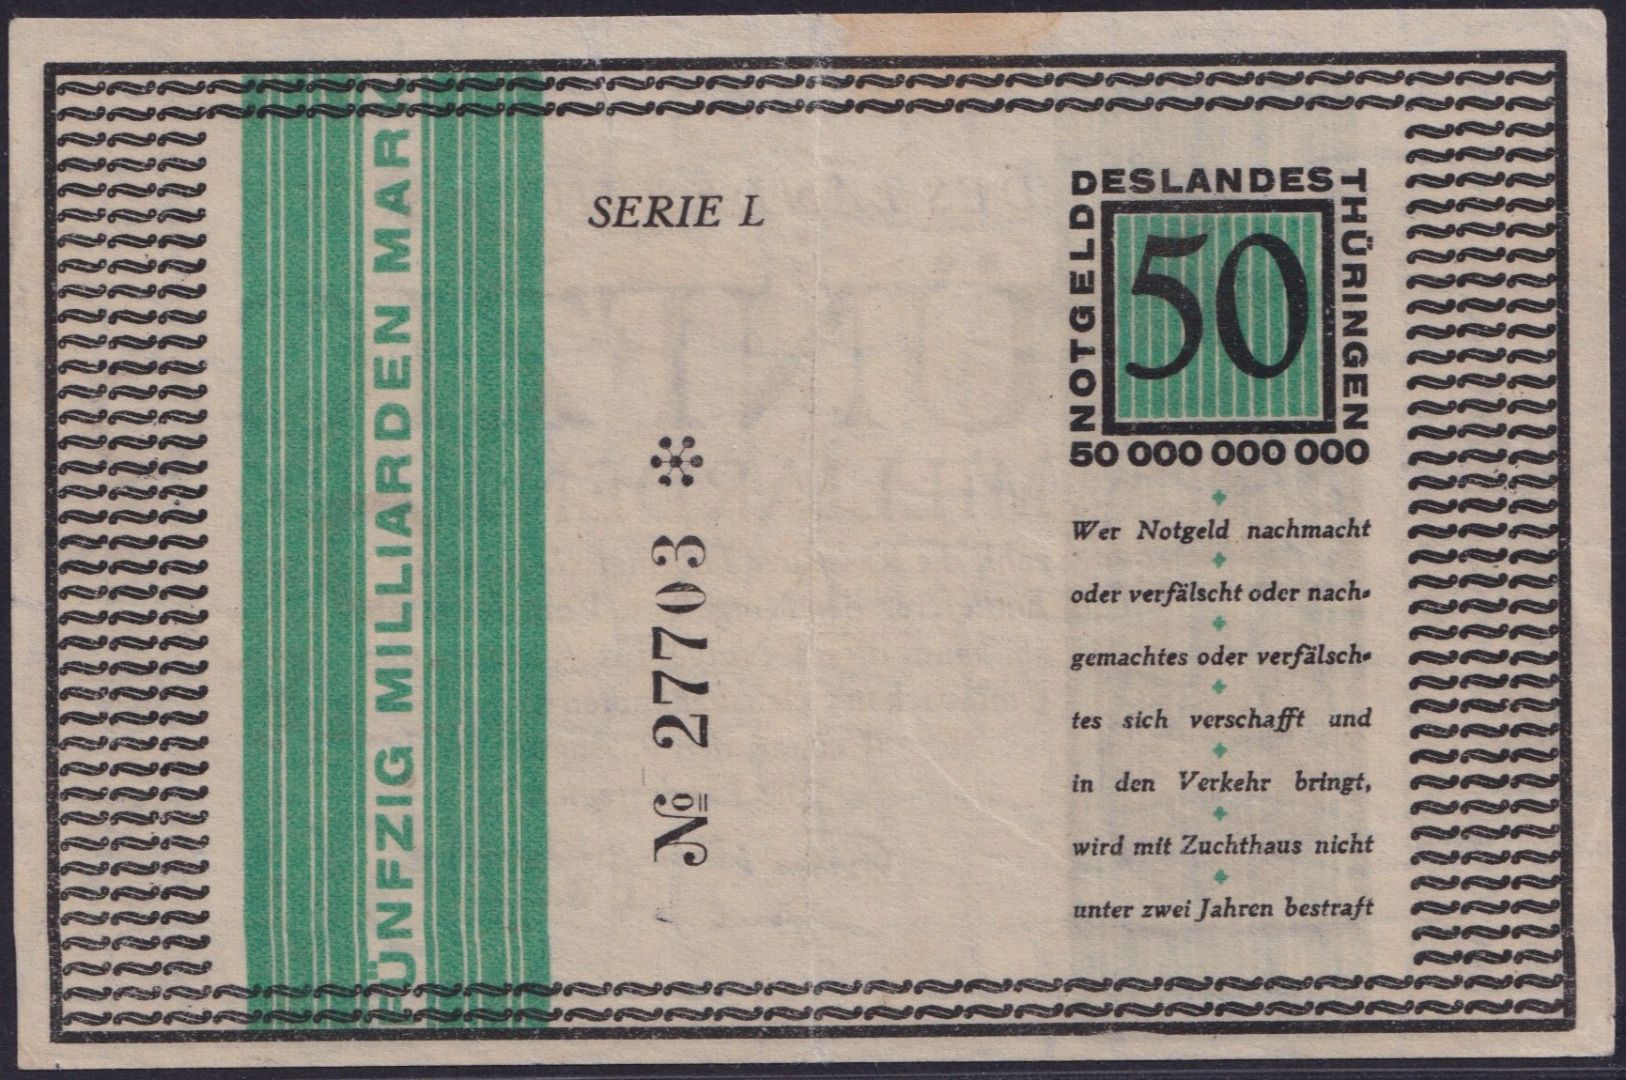 FÜNFZIG MILLIARDEN MARK
SERIE L
№ 27703
NOTGELD
DES LANDES
THÜRINGEN
50
50 000 000 000
Wer Notgeld nachmacht
oder verfälscht oder nach-
gemachtes oder verfälsch-
tes sich verschafft und
in den Verkehr bringt,
wird mit Zuchthaus nicht
unter zwei Jahren bestraft